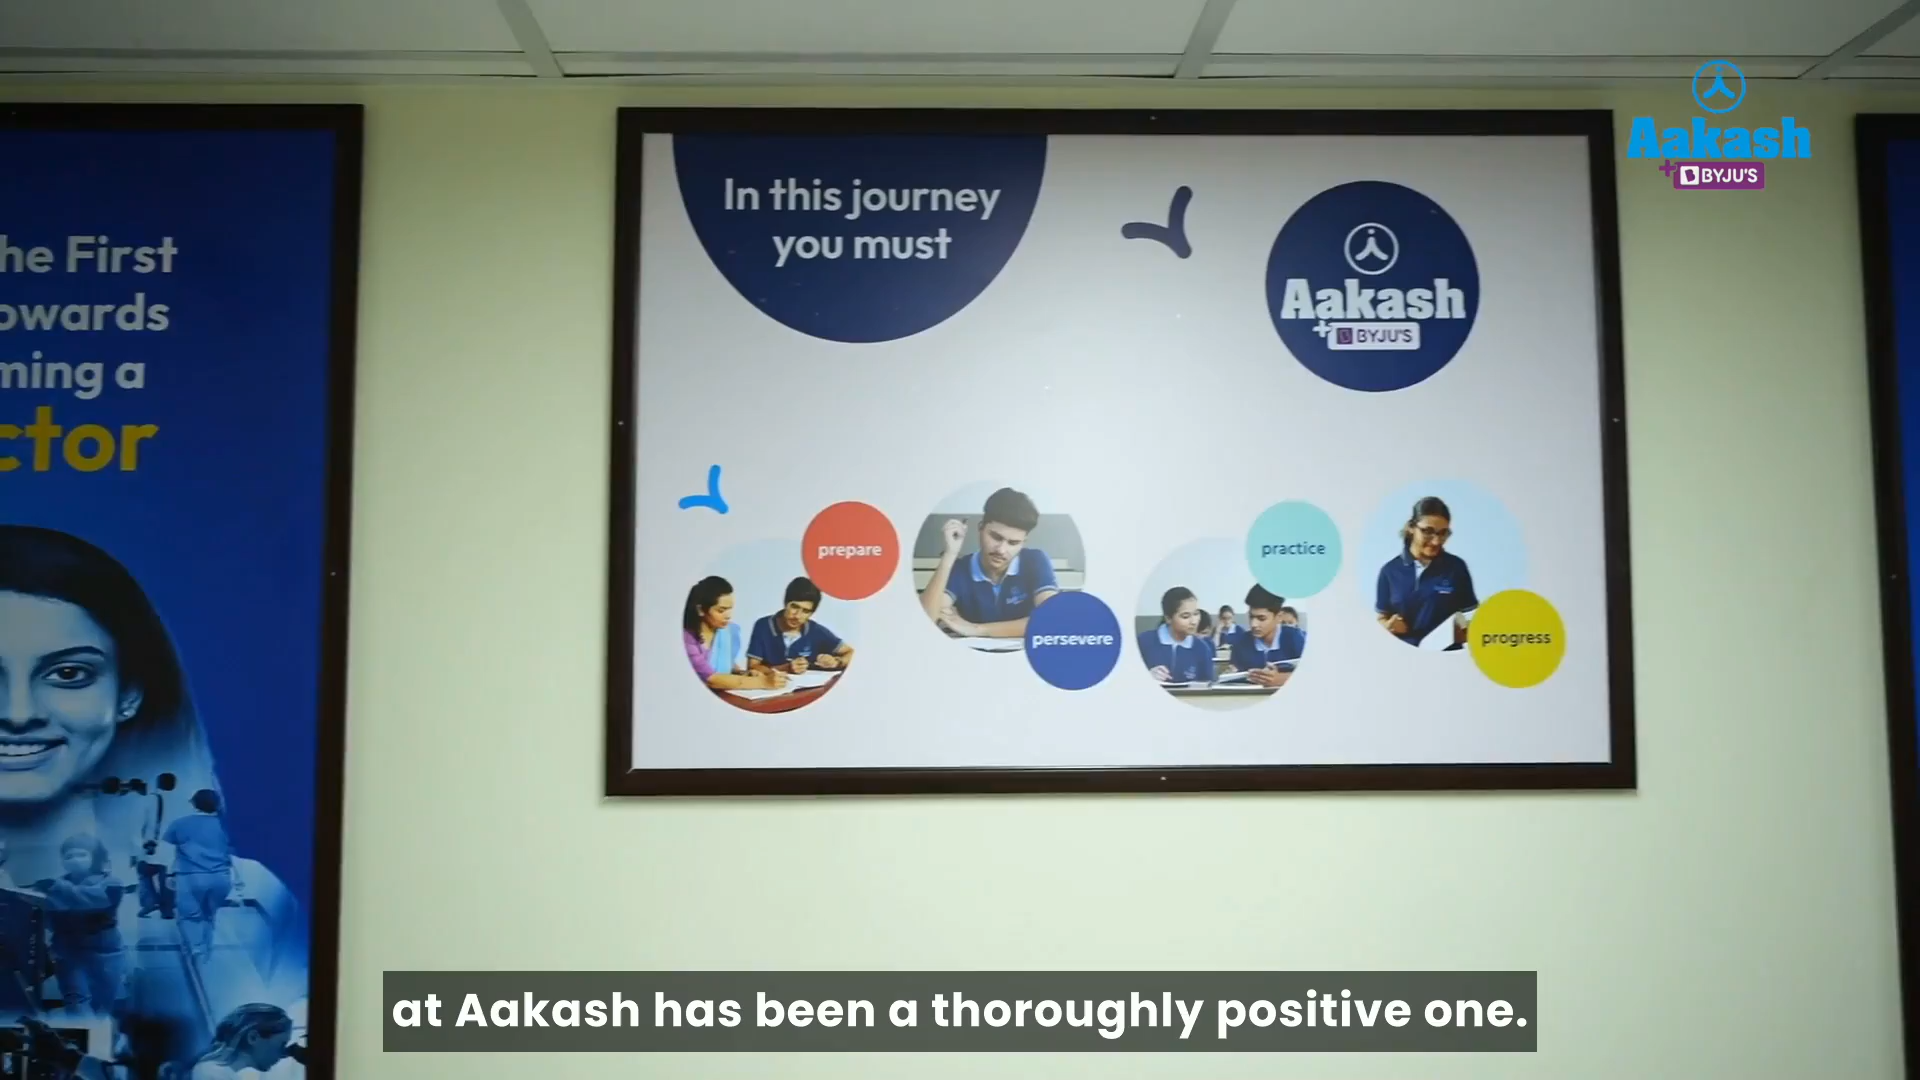 he First
owards
ming a
ctor
In this journey
you must
Aakash
+ BYJU'S
prepare
persevere
practice
progress
Aakash
+ BYJU'S
at Aakash has been a thoroughly positive one.